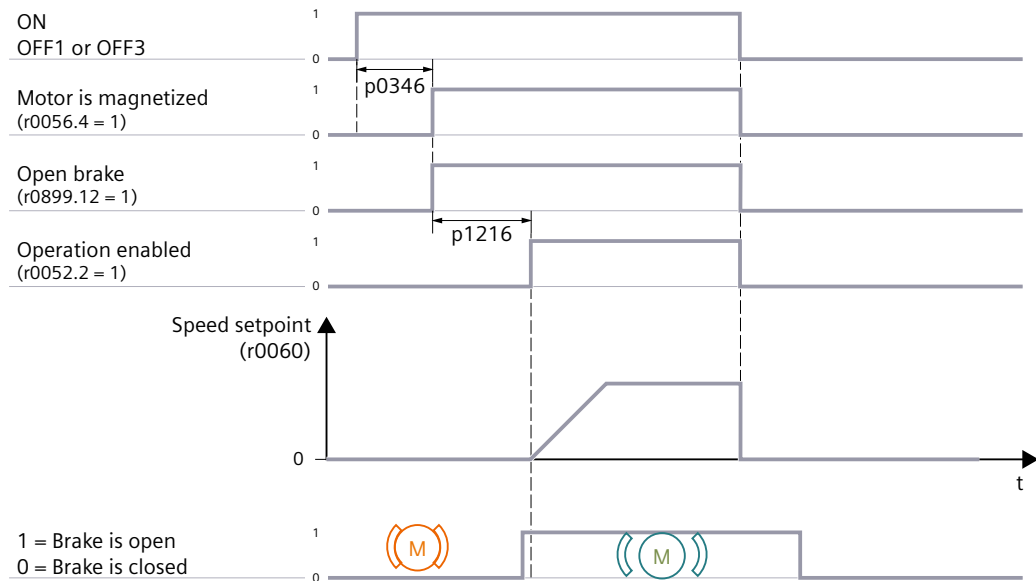 ON
OFF1 or OFF3
1
0
p0346
Motor is magnetized
(r0056.4 = 1)
1
0
Open brake
(r0899.12 = 1)
1
0
p1216
Operation enabled
(r0052.2 = 1)
1
0
Speed setpoint
(r0060)
0
t
1 = Brake is open
0 = Brake is closed
1
0
M
M